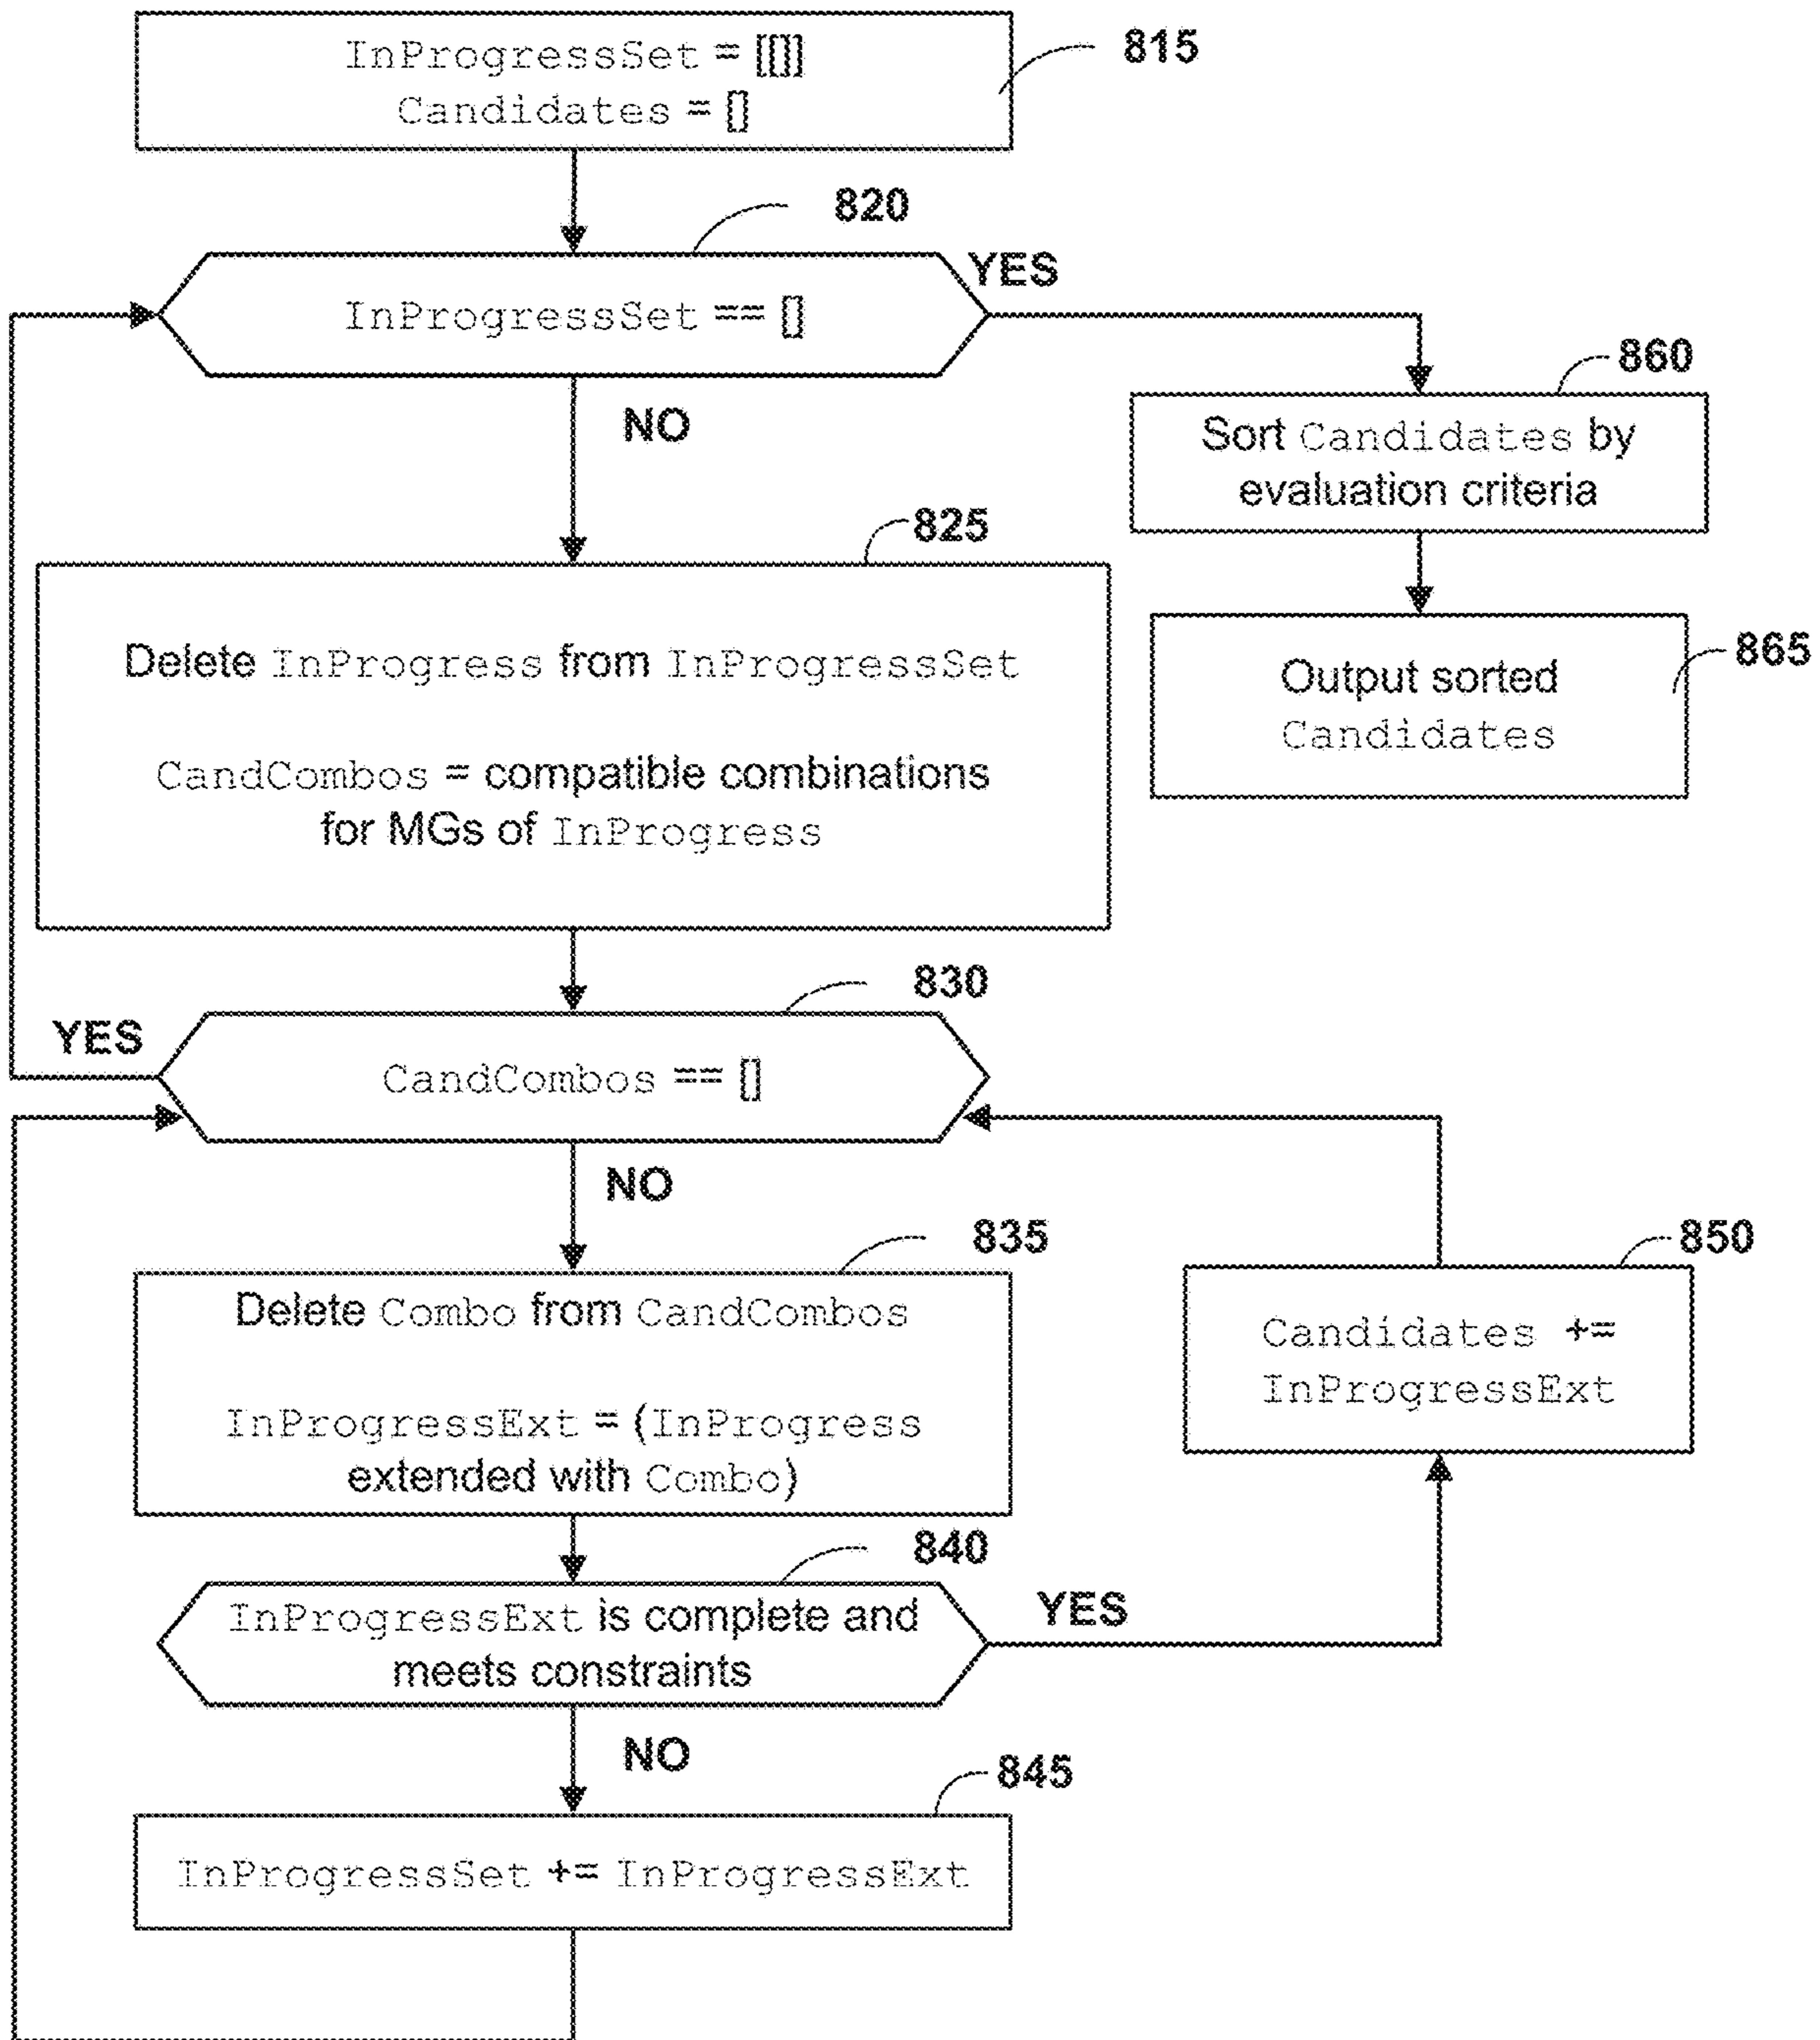 InProgressSet = [[]]
Candidates = []
815
820
YES
InProgressSet == []
860
NO
Sort Candidates by
evaluation criteria
825
Delete InProgress from InProgressSet
CandCombos = compatible combinations
for MGs of InProgress
865
Output sorted
Candidates
830
YES
CandCombos == []
NO
835
850
Delete Combo from CandCombos
InProgressExt = (InProgress
extended with Combo)
Candidates +=
InProgressExt
840
YES
InProgressExt is complete and
meets constraints
NO
845
InProgressSet += InProgressExt